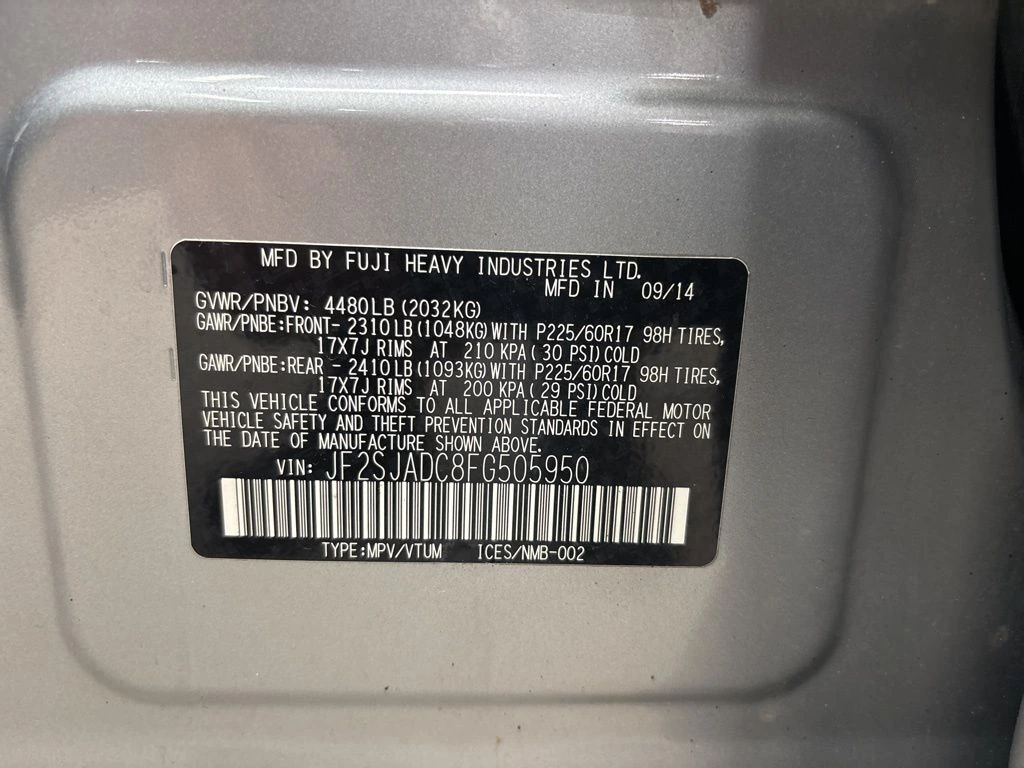 MFD BY FUJI HEAVY INDUSTRIES LTD.
MFD IN 09/14
GVWR/PNBV: 4480LB (2032KG)
GAWR/PNBE:FRONT- 2310LB (1048KG) WITH P225/60R17 98H TIRES,
17X7J RIMS AT 210 KPA ( 30 PSI) COLD
GAWR/PNBE:REAR - 2410LB (1093KG) WITH P225/60R17 98H TIRES,
17X7J RIMS AT 200 KPA ( 29 PSI) COLD
THIS VEHICLE CONFORMS TO ALL APPLICABLE FEDERAL MOTOR
VEHICLE SAFETY AND THEFT PREVENTION STANDARDS IN EFFECT ON
THE DATE OF MANUFACTURE SHOWN ABOVE.
VIN: JF2SJADC8FG505950
TYPE:MPV/VTUM ICES/NMB-002